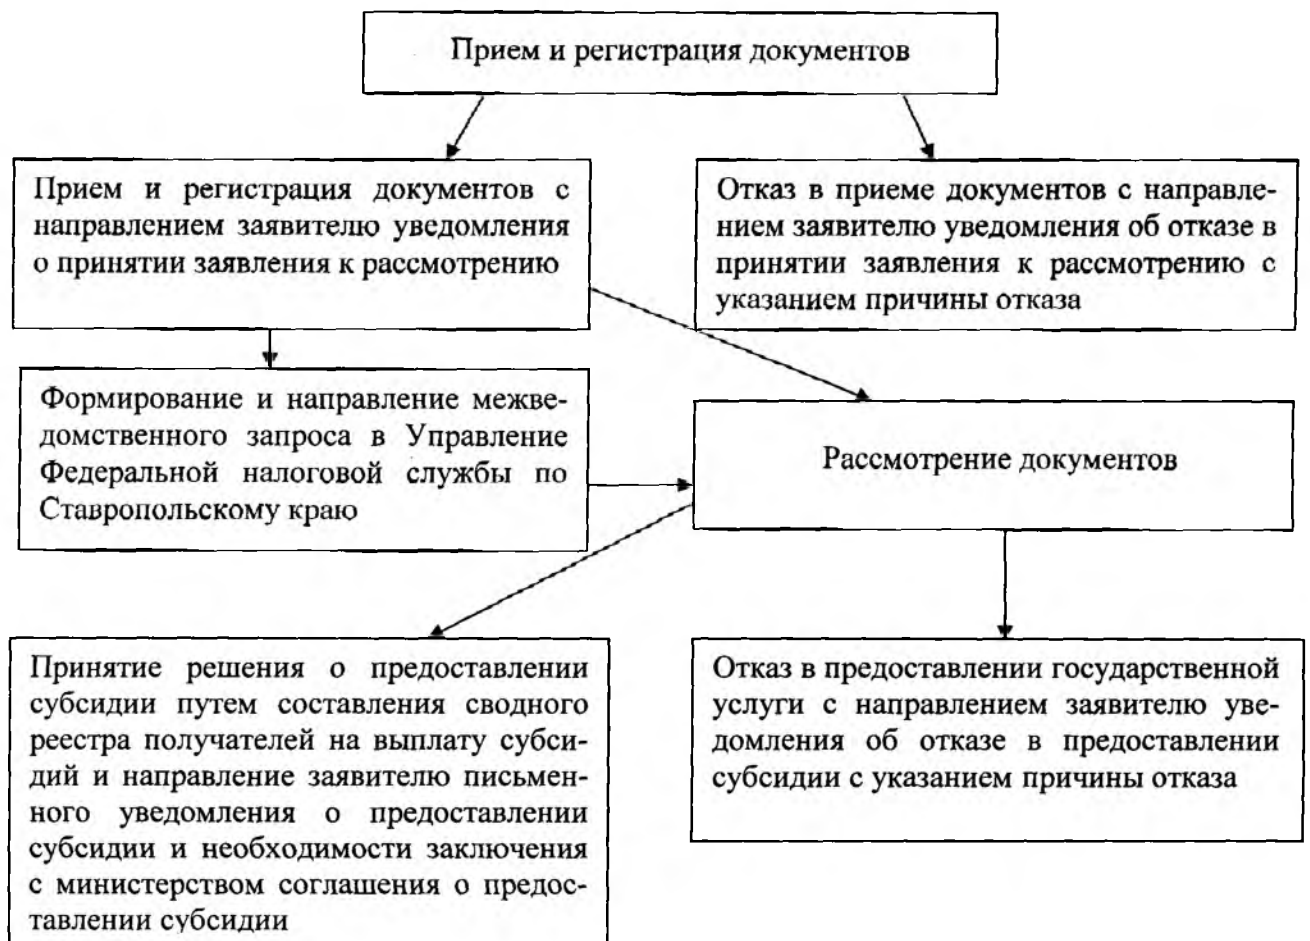 Прием и регистрация документов
Прием и регистрация документов с
направлением заявителю уведомления
о принятии заявления к рассмотрению
Отказ в приеме документов с направле-
нием заявителю уведомления об отказе в
принятии заявления к рассмотрению с
указанием причины отказа
Формирование и направление межве-
домственного запроса в Управление
Федеральной налоговой службы по
Ставропольскому краю
Рассмотрение документов
Принятие решения о предоставлении
субсидии путем составления сводного
реестра получателей на выплату субси-
дий и направление заявителю письмен-
ного уведомления о предоставлении
субсидии и необходимости заключения
с министерством соглашения о предос-
тавлении субсидии
Отказ в предоставлении государственной
услуги с направлением заявителю уве-
домления об отказе в предоставлении
субсидии с указанием причины отказа